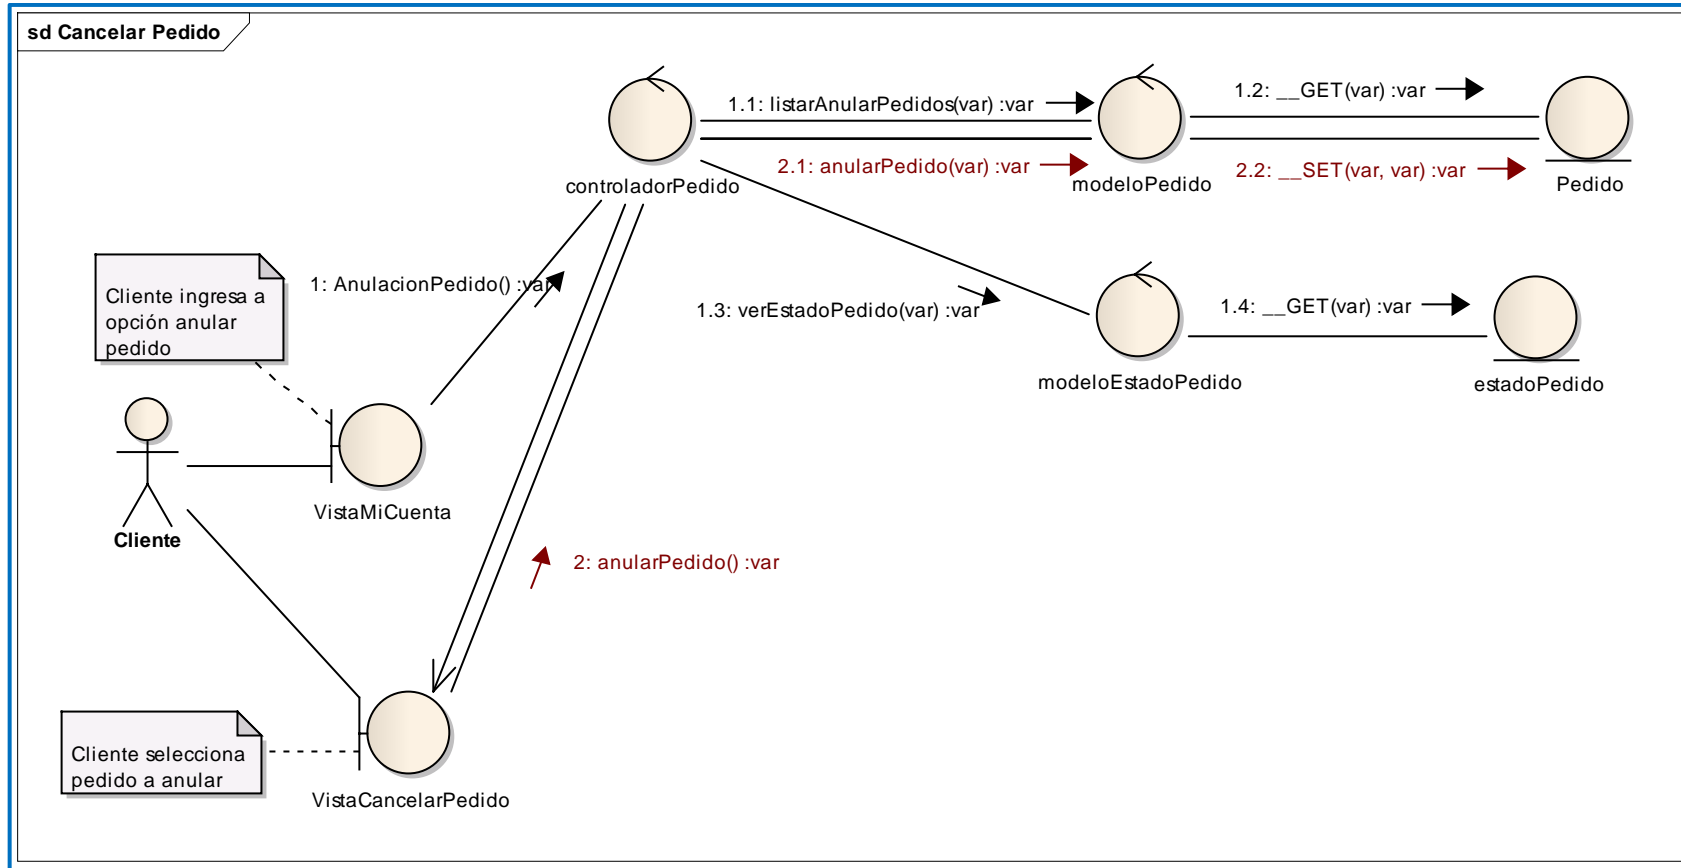 sd Cancelar Pedido
1.1: listarAnularPedidos(var) :var
1.2: __GET(var) :var
2.1: anularPedido(var) :var
2.2: __SET(var, var) :var
controladorPedido
modeloPedido
Pedido
Cliente ingresa a
opción anular
pedido
1: AnulacionPedido() :var
1.3: verEstadoPedido(var) :var
1.4: __GET(var) :var
modeloEstadoPedido
estadoPedido
VistaMiCuenta
Cliente
2: anularPedido() :var
Cliente selecciona
pedido a anular
VistaCancelarPedido